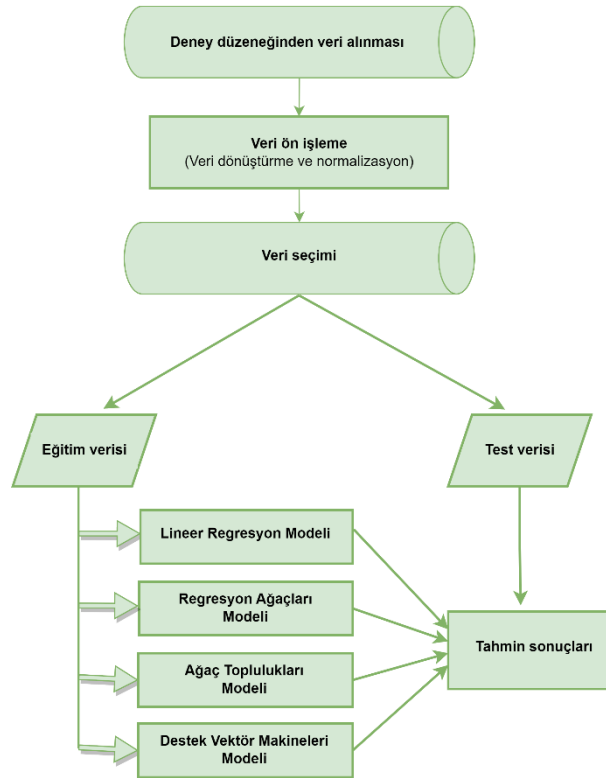 Deney düzeneğinden veri alınması
Veri ön işleme
(Veri dönüştürme ve normalizasyon)
Veri seçimi
Eğitim verisi
Test verisi
Lineer Regresyon Modeli
Regresyon Ağaçları
Modeli
Ağaç Toplulukları
Modeli
Destek Vektör Makineleri
Modeli
Tahmin sonuçları